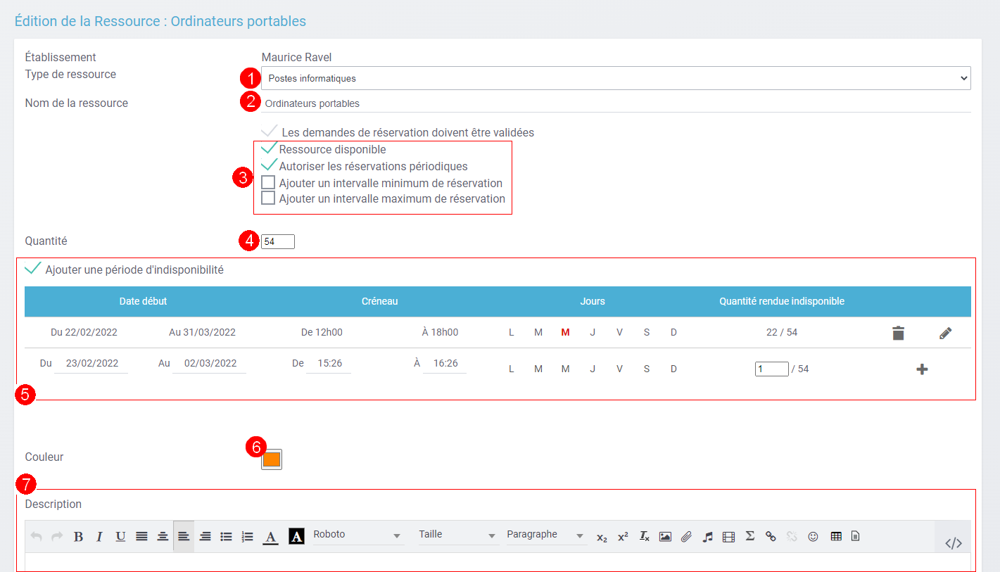 Édition de la Ressource : Ordinateurs portables
Établissement Maurice Ravel
Type de ressource 1 Postes informatiques
Nom de la ressource 2 Ordinateurs portables
Les demandes de réservation doivent être validées
Ressource disponible
Autoriser les réservations périodiques
3
Ajouter un intervalle minimum de réservation
Ajouter un intervalle maximum de réservation
Quantité 4 54
Ajouter une période d'indisponibilité
Date début Créneau Jours Quantité rendue indisponible
Du 22/02/2022 Au 31/03/2022 De 12h00 À 18h00 L M M J V S D 22 / 54
Du 23/02/2022 Au 02/03/2022 De 15:26 À 16:26 L M M J V S D 1 / 54
5
Couleur 6
7
Description
Roboto Taille Paragraphe